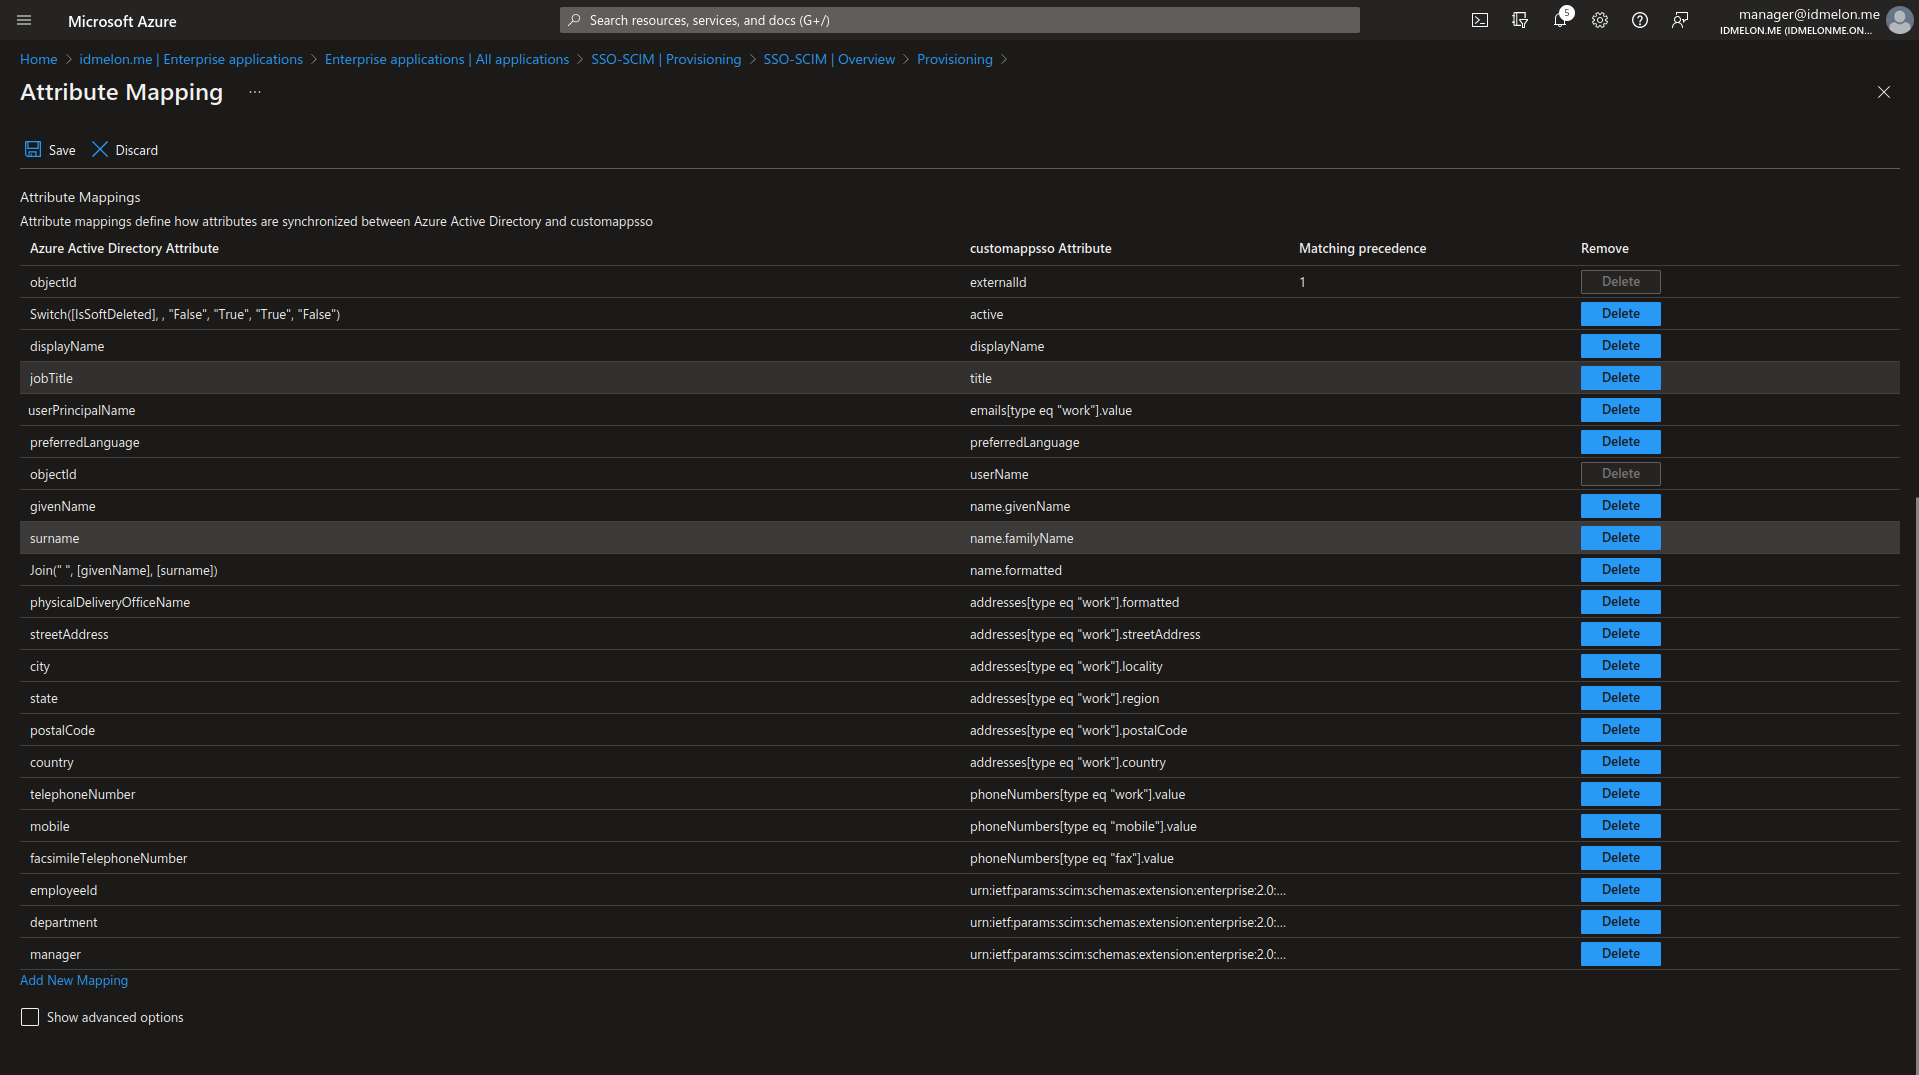 Microsoft Azure
Search resources, services, and docs (G+/)
5
manager@idmelon.me
IDMELON.ME (IDMELONME.ON...
Home > idmelon.me | Enterprise applications > Enterprise applications | All applications > SSO-SCIM | Provisioning > SSO-SCIM | Overview > Provisioning >
Attribute Mapping ...
Save Discard
Attribute Mappings
Attribute mappings define how attributes are synchronized between Azure Active Directory and customappsso
Azure Active Directory Attribute customappsso Attribute Matching precedence Remove
objectId externalId 1 Delete
Switch([IsSoftDeleted], , "False", "True", "True", "False") active Delete
displayName displayName Delete
jobTitle title Delete
userPrincipalName emails[type eq "work"].value Delete
preferredLanguage preferredLanguage Delete
objectId userName Delete
givenName name.givenName Delete
surname name.familyName Delete
Join(" ", [givenName], [surname]) name.formatted Delete
physicalDeliveryOfficeName addresses[type eq "work"].formatted Delete
streetAddress addresses[type eq "work"].streetAddress Delete
city addresses[type eq "work"].locality Delete
state addresses[type eq "work"].region Delete
postalCode addresses[type eq "work"].postalCode Delete
country addresses[type eq "work"].country Delete
telephoneNumber phoneNumbers[type eq "work"].value Delete
mobile phoneNumbers[type eq "mobile"].value Delete
facsimileTelephoneNumber phoneNumbers[type eq "fax"].value Delete
employeeId urn:ietf:params:scim:schemas:extension:enterprise:2.0:... Delete
department urn:ietf:params:scim:schemas:extension:enterprise:2.0:... Delete
manager urn:ietf:params:scim:schemas:extension:enterprise:2.0:... Delete
Add New Mapping
Show advanced options